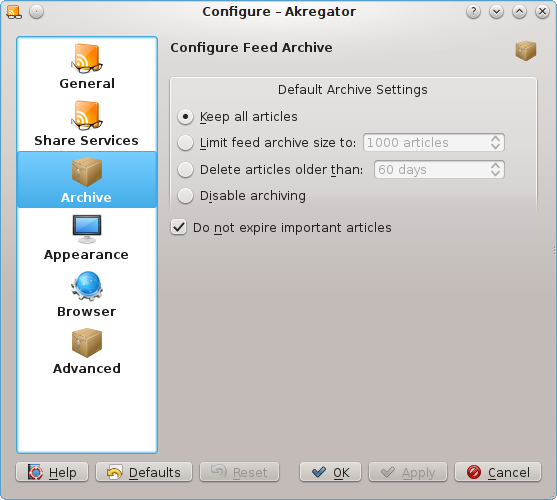 Configure – Akregator
General
Share Services
Archive
Appearance
Browser
Advanced
Configure Feed Archive
Default Archive Settings
Keep all articles
Limit feed archive size to: 1000 articles
Delete articles older than: 60 days
Disable archiving
Do not expire important articles
Help Defaults Reset OK Apply Cancel